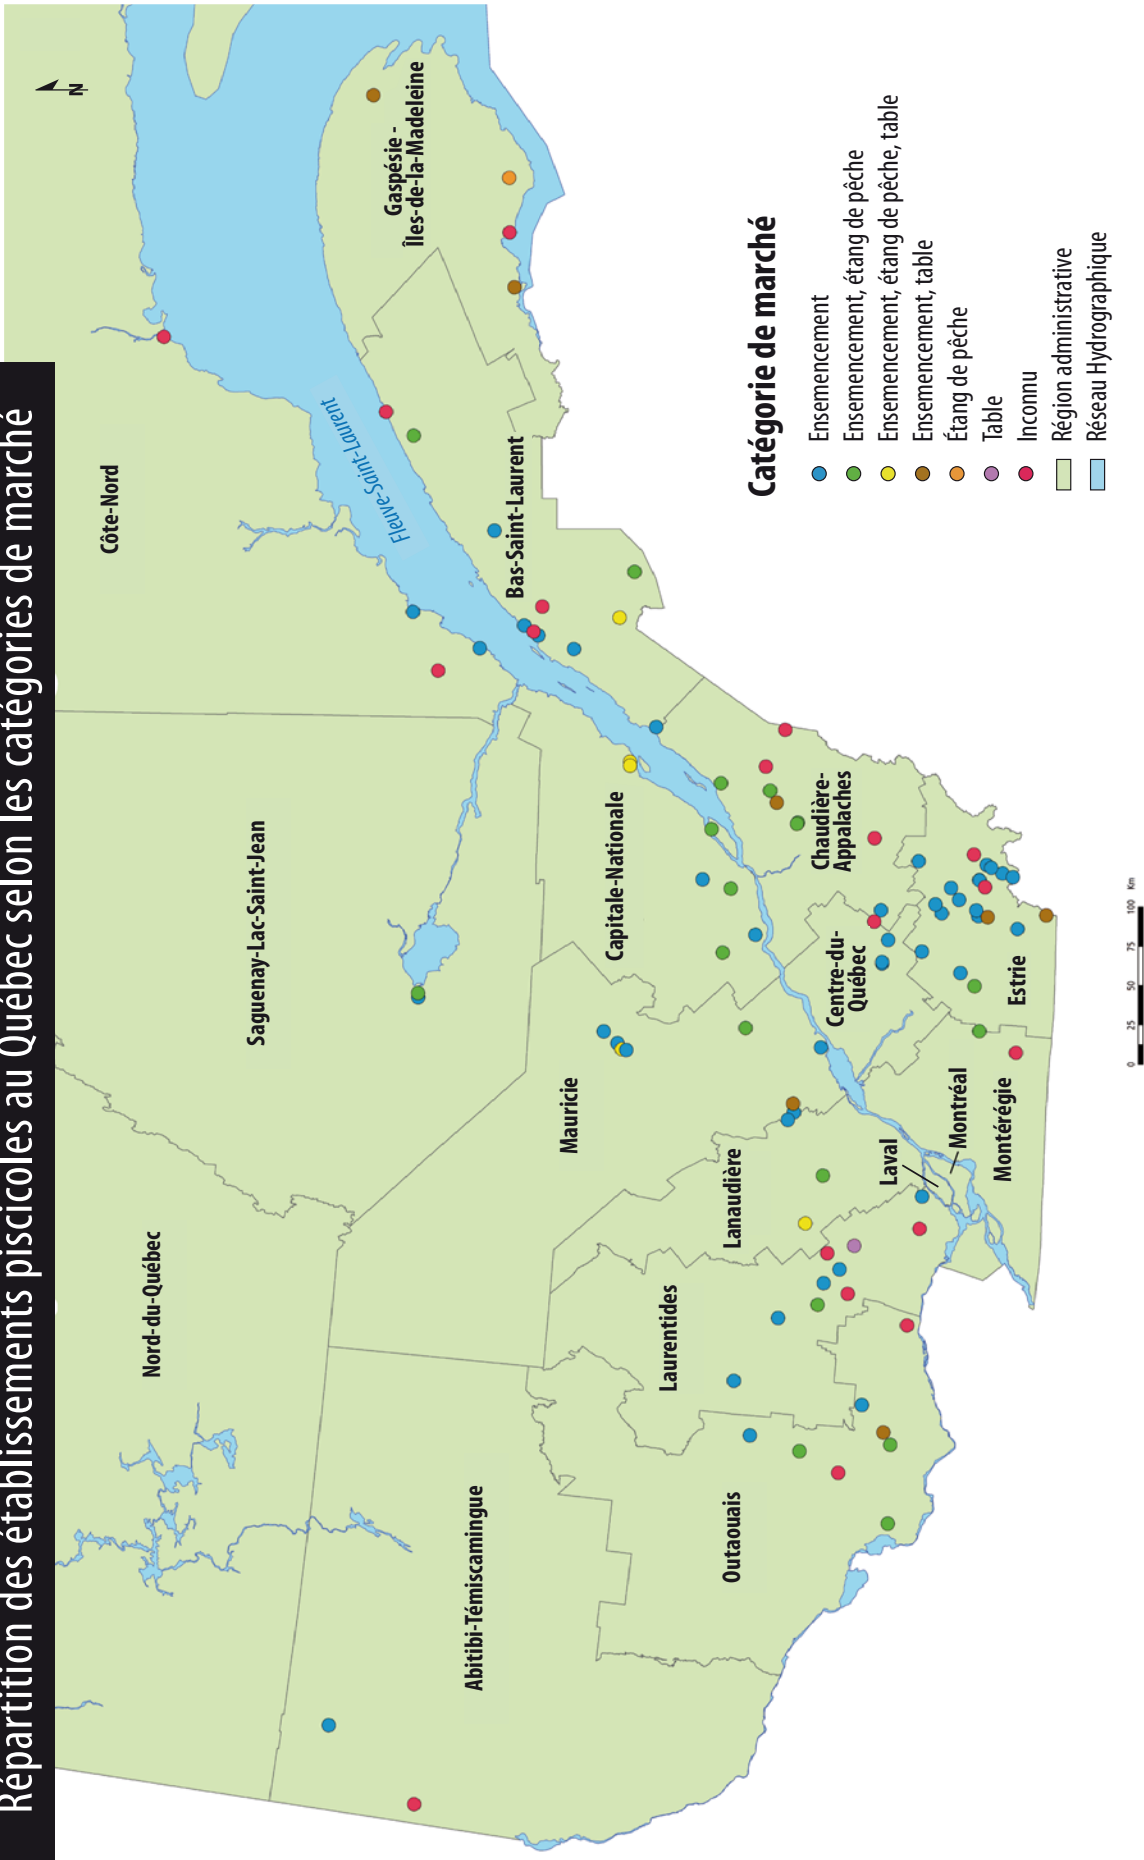 Répartition des établissements piscicoles au Québec selon les catégories de marché
N
Côte-Nord
Gaspésie -
Îles-de-la-Madeleine
Fleuve-Saint-Laurent
Bas-Saint-Laurent
Saguenay-Lac-Saint-Jean
Nord-du-Québec
Capitale-Nationale
Chaudière-
Appalaches
Mauricie
Centre-du-
Québec
Estrie
Lanaudière
Laval
Montréal
Montérégie
Laurentides
Outaouais
Abitibi-Témiscamingue
Catégorie de marché
Ensemencement
Ensemencement, étang de pêche
Ensemencement, étang de pêche, table
Ensemencement, table
Étang de pêche
Table
Inconnu
Région administrative
Réseau Hydrographique
0 25 50 75 100 Km